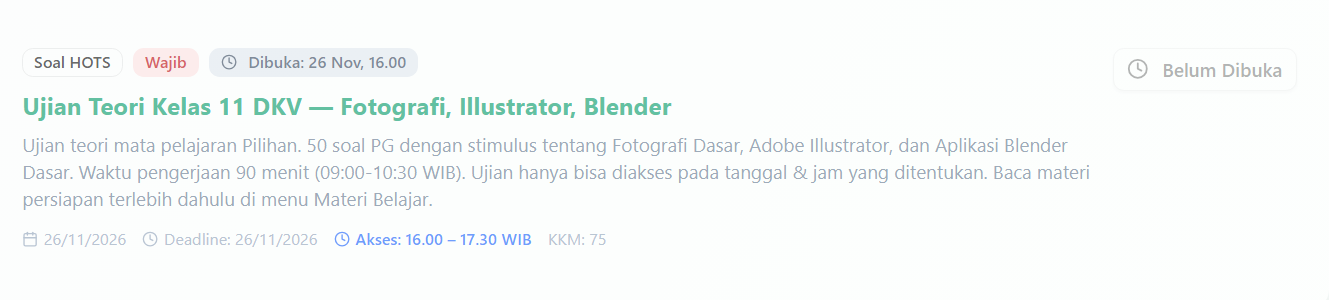 Soal HOTS Wajib Dibuka: 26 Nov, 16.00
Belum Dibuka
Ujian Teori Kelas 11 DKV — Fotografi, Illustrator, Blender
Ujian teori mata pelajaran Pilihan. 50 soal PG dengan stimulus tentang Fotografi Dasar, Adobe Illustrator, dan Aplikasi Blender
Dasar. Waktu pengerjaan 90 menit (09:00-10:30 WIB). Ujian hanya bisa diakses pada tanggal & jam yang ditentukan. Baca materi
persiapan terlebih dahulu di menu Materi Belajar.
26/11/2026 Deadline: 26/11/2026 Akses: 16.00 – 17.30 WIB KKM: 75